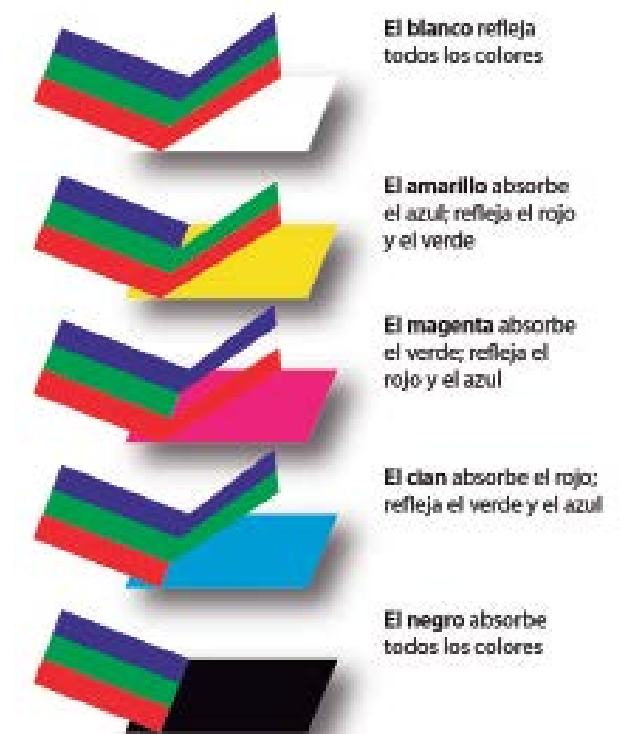 El blanco refleja
todos los colores
El amarillo absorbe
el azul; refleja el rojo
y el verde
El magenta absorbe
el verde; refleja el
rojo y el azul
El cian absorbe el rojo;
refleja el verde y el azul
El negro absorbe
todos los colores